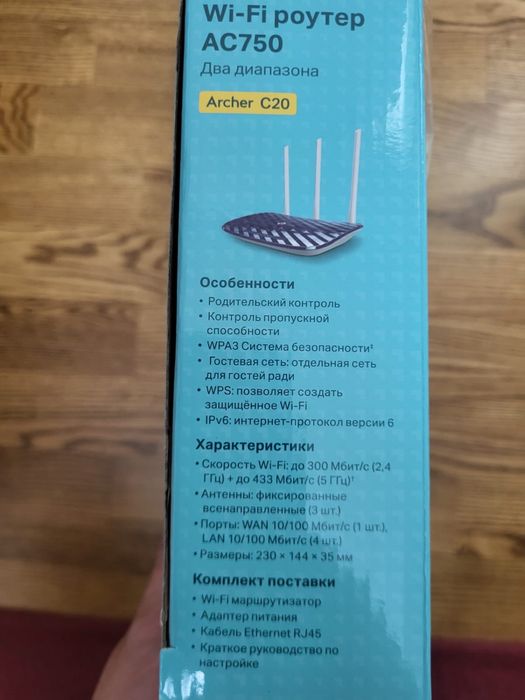 Wi-Fi роутер
AC750
Два диапазона
Archer C20
Особенности
• Родительский контроль
• Контроль пропускной
способности
• WPA3 Система безопасности‡
• Гостевая сеть: отдельная сеть
для гостей ради
• WPS: позволяет создать
защищённое Wi-Fi
• IPv6: интернет-протокол версии 6
Характеристики
• Скорость Wi-Fi: до 300 Мбит/с (2,4
ГГц) + до 433 Мбит/с (5 ГГц)†
• Антенны: фиксированные
всенаправленные (3 шт.)
• Порты: WAN 10/100 Мбит/с (1 шт.),
LAN 10/100 Мбит/с (4 шт.)
• Размеры: 230 × 144 × 35 мм
Комплект поставки
• Wi-Fi маршрутизатор
• Адаптер питания
• Кабель Ethernet RJ45
• Краткое руководство по
настройке